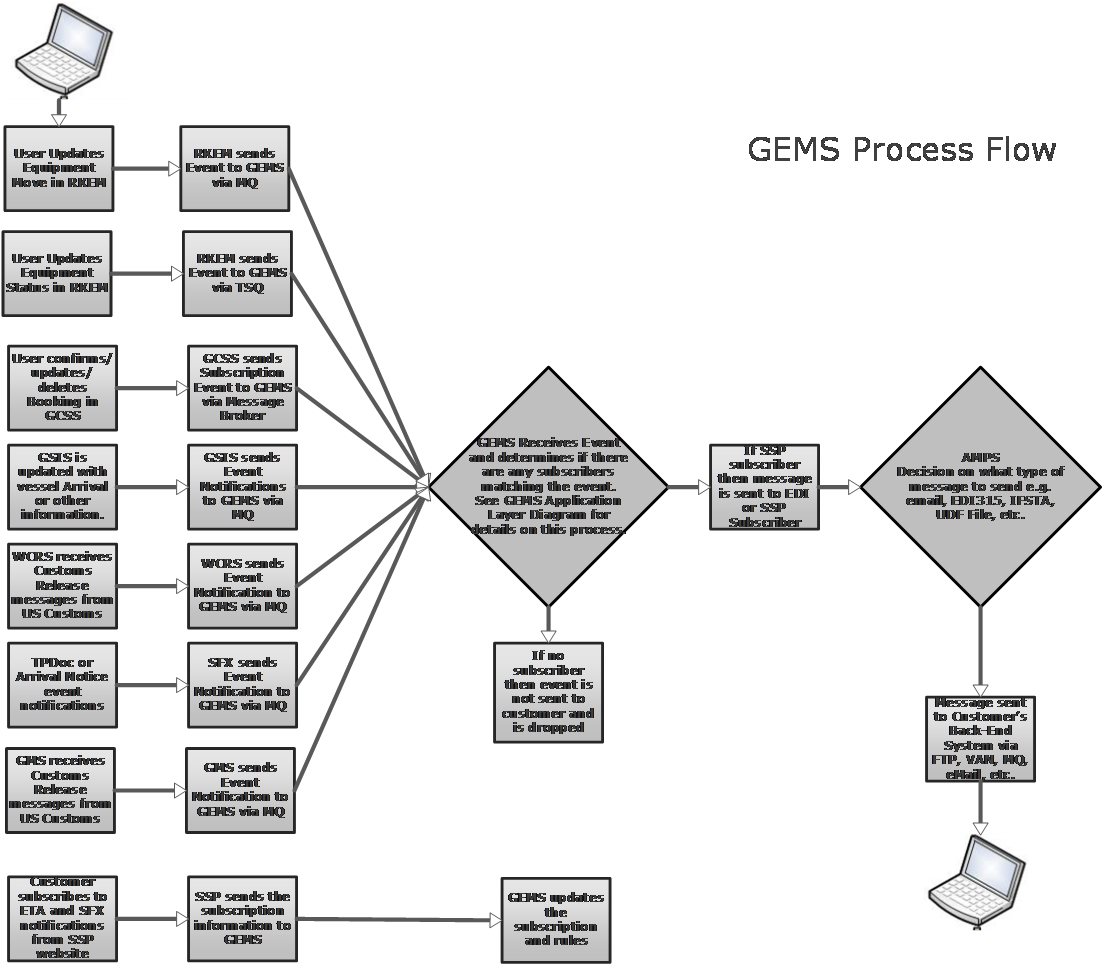 GEMS Process Flow
User Updates
Equipment
Move in RKEM
RKEM sends
Event to GEMS
via MQ
User Updates
Equipment
Status in RKEM
RKEM sends
Event to GEMS
via TSQ
User confirms/
updates/
deletes
Booking in
GCSS
GCSS sends
Subscription
Event to GEMS
via Message
Broker
GSIS is
updated with
vessel Arrival
or other
information.
GSIS sends
Event
Notifications
to GEMS via
MQ
WCRS receives
Customs
Release
messages from
US Customs
WCRS sends
Event
Notification to
GEMS via MQ
TPDoc or
Arrival Notice
event
notifications
SFX sends
Event
Notification to
GEMS via MQ
GMS receives
Customs
Release
messages from
US Customs
GMS sends
Event
Notification to
GEMS via MQ
Customer
subscribes to
ETA and SFX
notifications
from SSP
website
SSP sends the
subscription
information to
GEMS
GEMS updates
the
subscription
and rules
GEMS Receives Event
and determines if there
are any subscribers
matching the event.
See GEMS Application
Layer Diagram for
details on this process.
If no
subscriber
then event is
not sent to
customer and
is dropped
If SSP
subscriber
then message
is sent to EDI
or SSP
Subscriber
AMPS
Decision on what type of
message to send e.g.
email, EDI315, IFSTA,
UDF File, etc.
Message sent
to Customer's
Back-End
System via
FTP, VAN, MQ,
eMail, etc.